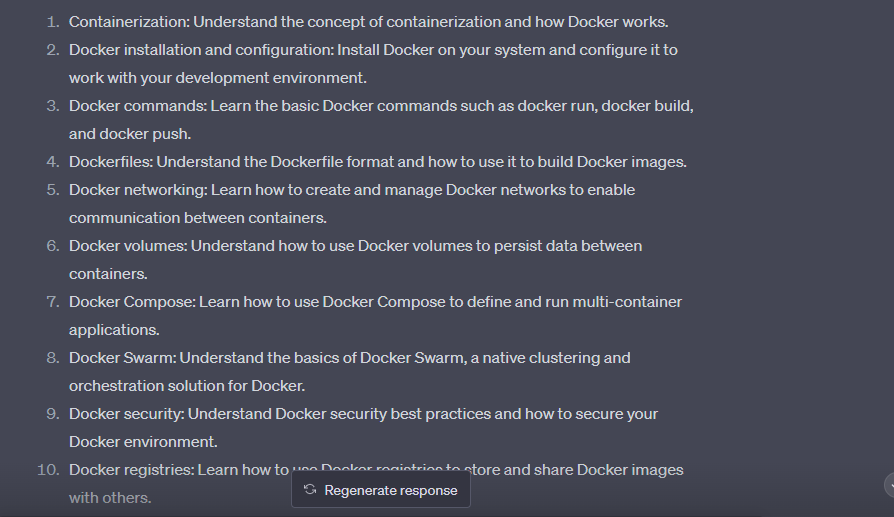 1. Containerization: Understand the concept of containerization and how Docker works.
2. Docker installation and configuration: Install Docker on your system and configure it to
work with your development environment.
3. Docker commands: Learn the basic Docker commands such as docker run, docker build,
and docker push.
4. Dockerfiles: Understand the Dockerfile format and how to use it to build Docker images.
5. Docker networking: Learn how to create and manage Docker networks to enable
communication between containers.
6. Docker volumes: Understand how to use Docker volumes to persist data between
containers.
7. Docker Compose: Learn how to use Docker Compose to define and run multi-container
applications.
8. Docker Swarm: Understand the basics of Docker Swarm, a native clustering and
orchestration solution for Docker.
9. Docker security: Understand Docker security best practices and how to secure your
Docker environment.
10. Docker registries: Learn how to use Docker registries to store and share Docker images
with others.
Regenerate response